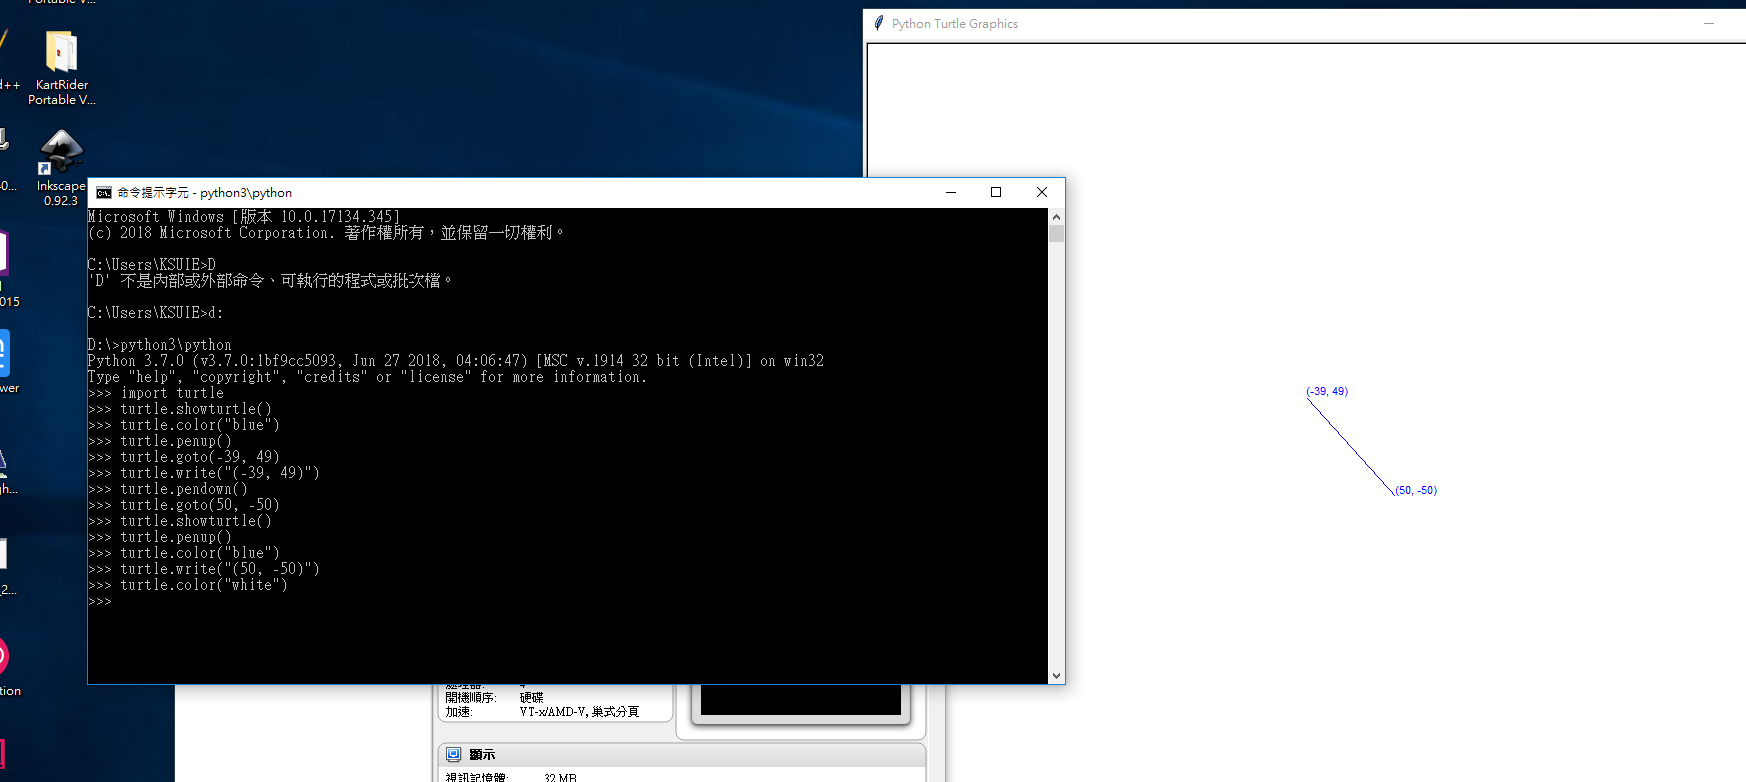 Portable V...
d++
KartRider
Portable V...
0...
Inkscape
0.92.3
015
wer
gh...
_2...
tion
Python Turtle Graphics
命令提示字元 - python3\python
Microsoft Windows [版本 10.0.17134.345]
(c) 2018 Microsoft Corporation. 著作權所有，並保留一切權利。
C:\Users\KSUIE>D
'D' 不是內部或外部命令、可執行的程式或批次檔。
C:\Users\KSUIE>d:
D:\>python3\python
Python 3.7.0 (v3.7.0:1bf9cc5093, Jun 27 2018, 04:06:47) [MSC v.1914 32 bit (Intel)] on win32
Type "help", "copyright", "credits" or "license" for more information.
>>> import turtle
>>> turtle.showturtle()
>>> turtle.color("blue")
>>> turtle.penup()
>>> turtle.goto(-39, 49)
>>> turtle.write("(-39, 49)")
>>> turtle.pendown()
>>> turtle.goto(50, -50)
>>> turtle.showturtle()
>>> turtle.penup()
>>> turtle.color("blue")
>>> turtle.write("(50, -50)")
>>> turtle.color("white")
>>>
(-39, 49)
(50, -50)
處理器: 4
開機順序: 硬碟
加速: VT-x/AMD-V, 巢式分頁
顯示
視訊記憶體: 32 MB